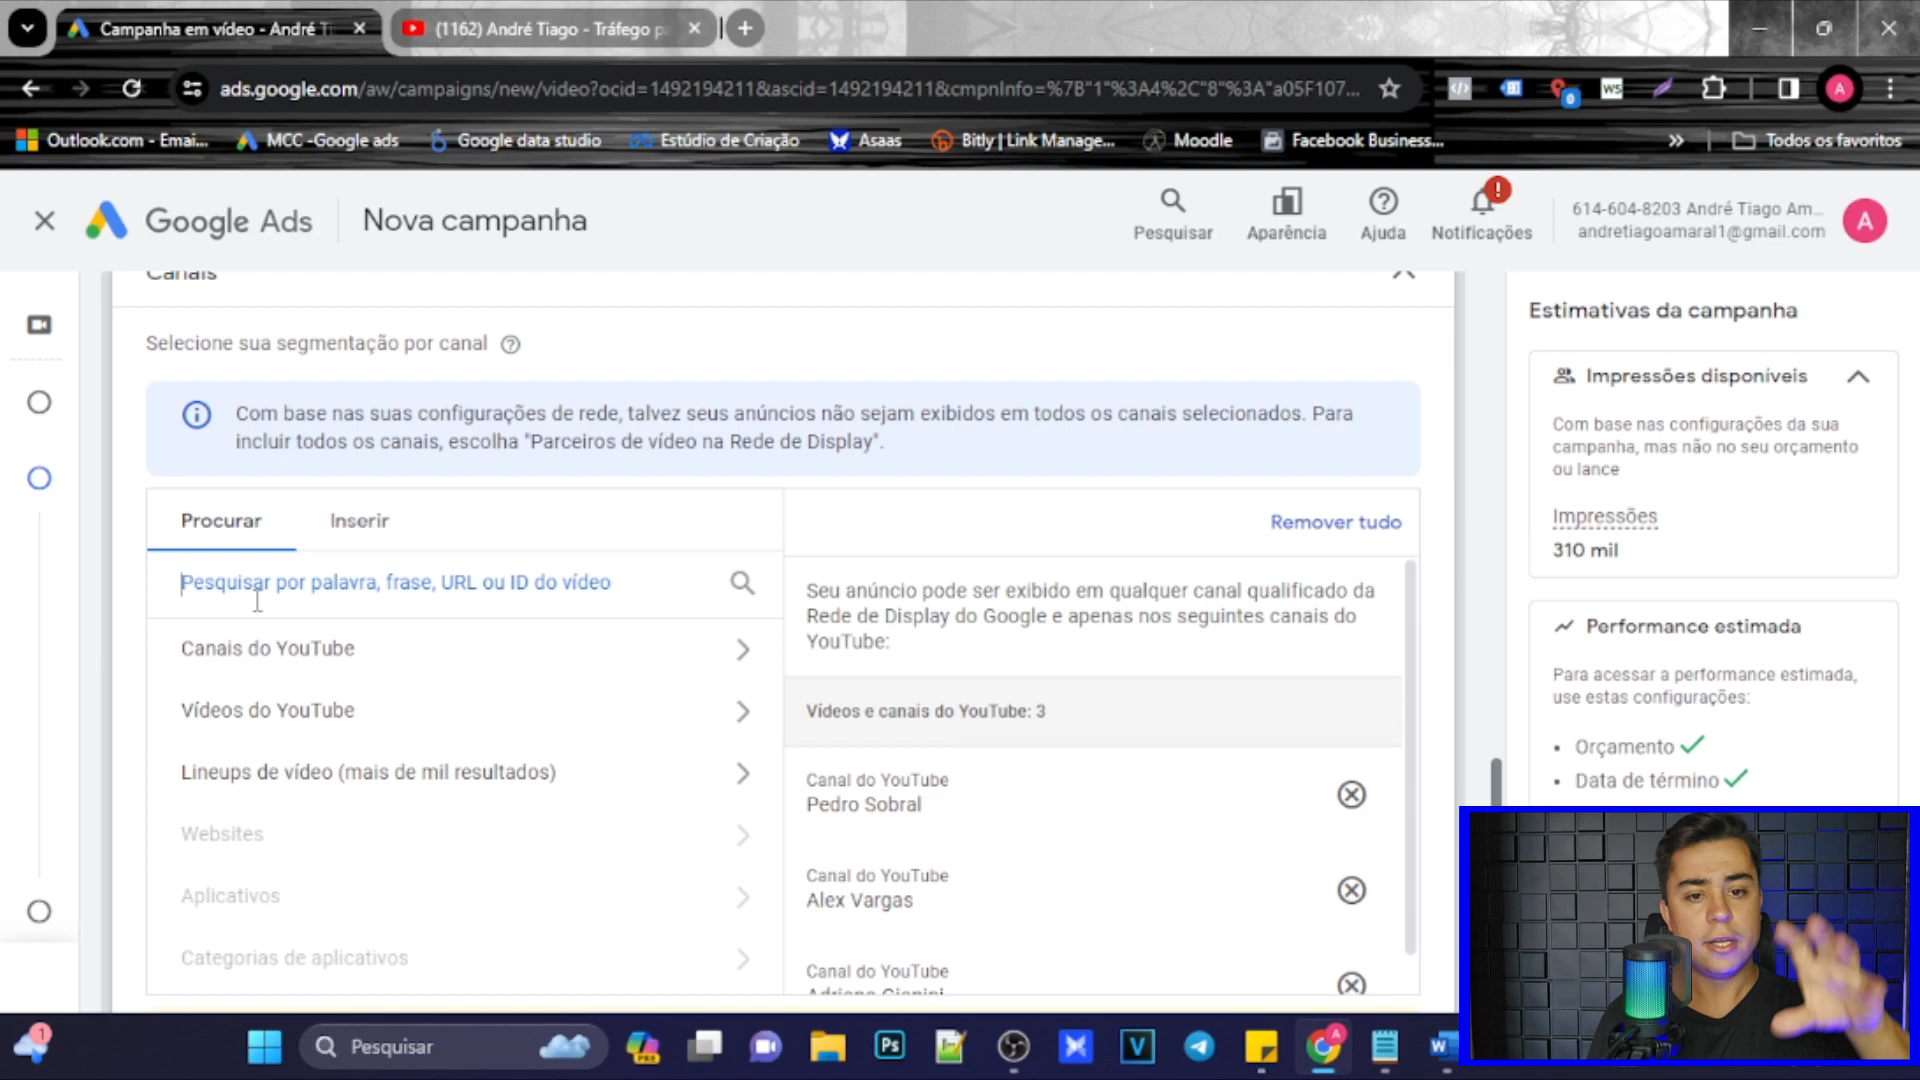 Campanha em vídeo - André T
(1162) André Tiago - Tráfego p
ads.google.com/aw/campaigns/new/video?ocid=1492194211&ascid=1492194211&cmpnInfo=%7B"1"%3A4%2C"8"%3A"a05F107...
WS
0
A
Outlook.com - Emai...
MCC -Google ads
Google data studio
Estúdio de Criação
Asaas
Bitly | Link Manage...
Moodle
Facebook Business...
Todos os favoritos
Google Ads
Nova campanha
Pesquisar
Aparência
Ajuda
Notificações
614-604-8203 André Tiago Am...
andretiagoamaral1@gmail.com
A
Canais
Selecione sua segmentação por canal
Com base nas suas configurações de rede, talvez seus anúncios não sejam exibidos em todos os canais selecionados. Para
incluir todos os canais, escolha "Parceiros de vídeo na Rede de Display".
Procurar
Inserir
Pesquisar por palavra, frase, URL ou ID do vídeo
Canais do YouTube
Vídeos do YouTube
Lineups de vídeo (mais de mil resultados)
Websites
Aplicativos
Categorias de aplicativos
Remover tudo
Seu anúncio pode ser exibido em qualquer canal qualificado da
Rede de Display do Google e apenas nos seguintes canais do
YouTube:
Vídeos e canais do YouTube: 3
Canal do YouTube
Pedro Sobral
Canal do YouTube
Alex Vargas
Canal do YouTube
Adriano Gianini
Estimativas da campanha
Impressões disponíveis
Com base nas configurações da sua
campanha, mas não no seu orçamento
ou lance
Impressões
310 mil
Performance estimada
Para acessar a performance estimada,
use estas configurações:
• Orçamento
• Data de término
1
Pesquisar
PRE
Ps
V
A
W